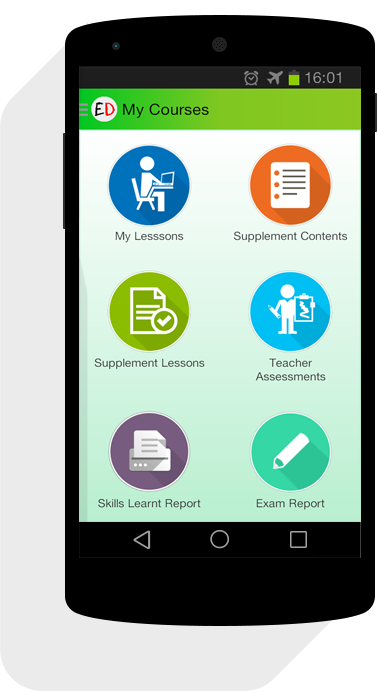 16:01
ED My Courses
My Lesssons
Supplement Contents
Supplement Lessons
Teacher
Assessments
Skills Learnt Report
Exam Report